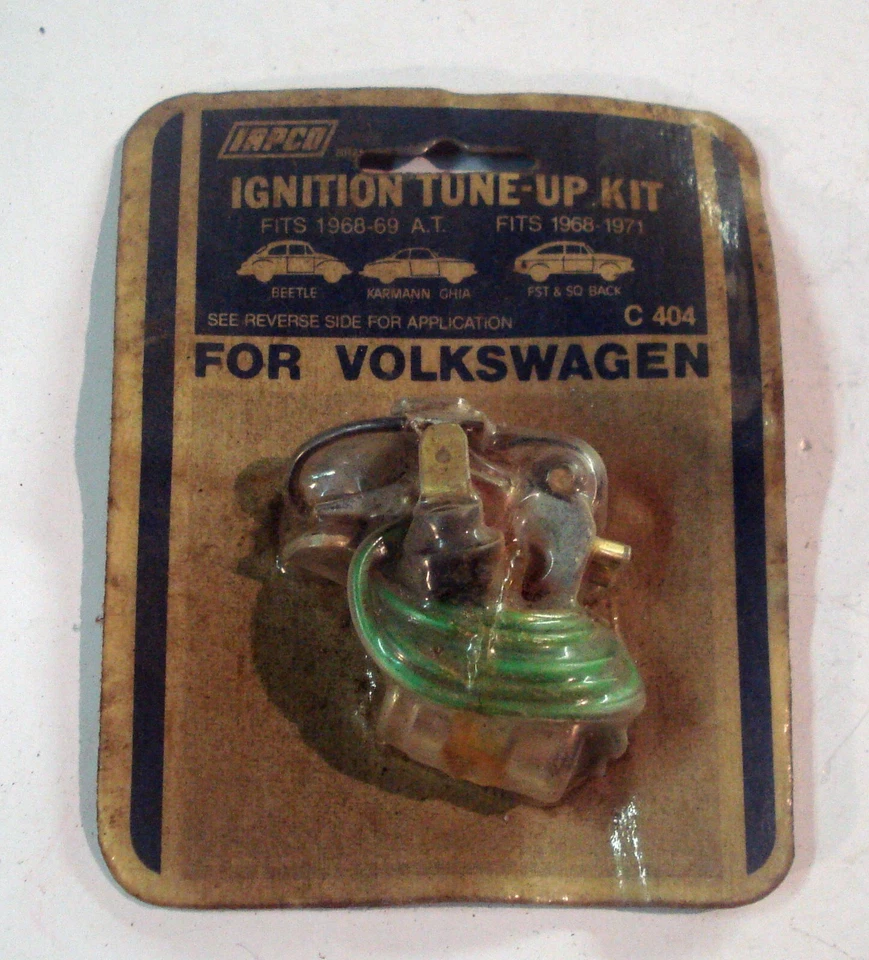 IAPCO
IGNITION TUNE-UP KIT
FITS 1968-69 A.T. FITS 1968-1971
BEETLE KARMANN GHIA FST & SQ BACK
SEE REVERSE SIDE FOR APPLICATION C 404
FOR VOLKSWAGEN